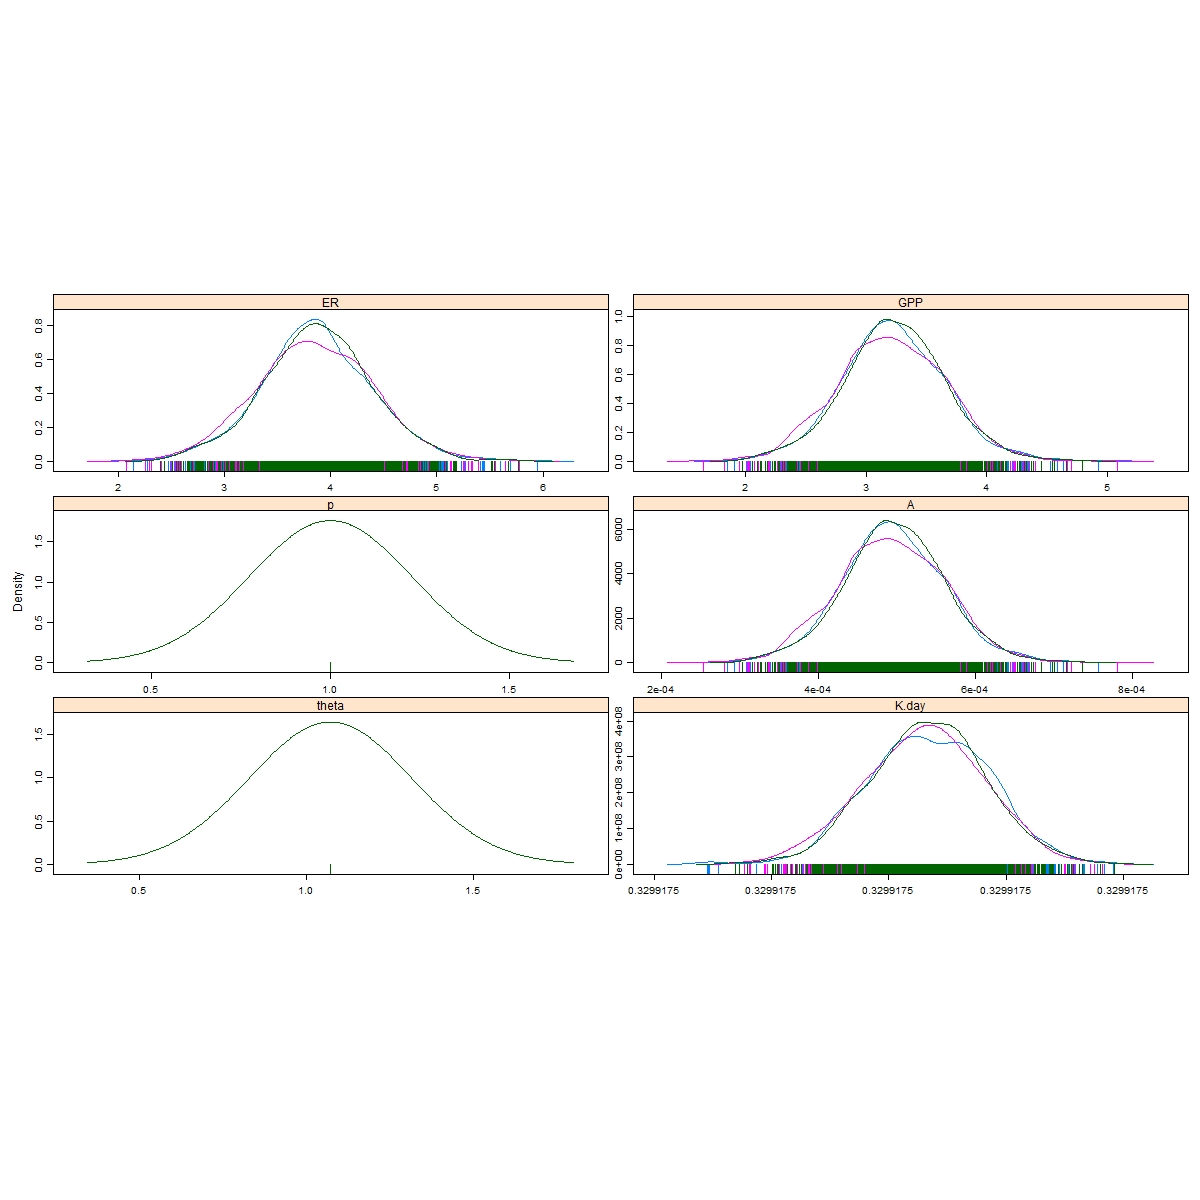 ER
0.0 0.2 0.4 0.6 0.8
2 3 4 5 6
GPP
0.0 0.2 0.4 0.6 0.8 1.0
2 3 4 5
Density
p
0.0 0.5 1.0 1.5
0.5 1.0 1.5
A
0 2000 4000 6000
2e-04 4e-04 6e-04 8e-04
theta
0.0 0.5 1.0 1.5
0.5 1.0 1.5
K.day
0e+00 1e+08 2e+08 3e+08 4e+08
0.3299175 0.3299175 0.3299175 0.3299175 0.3299175